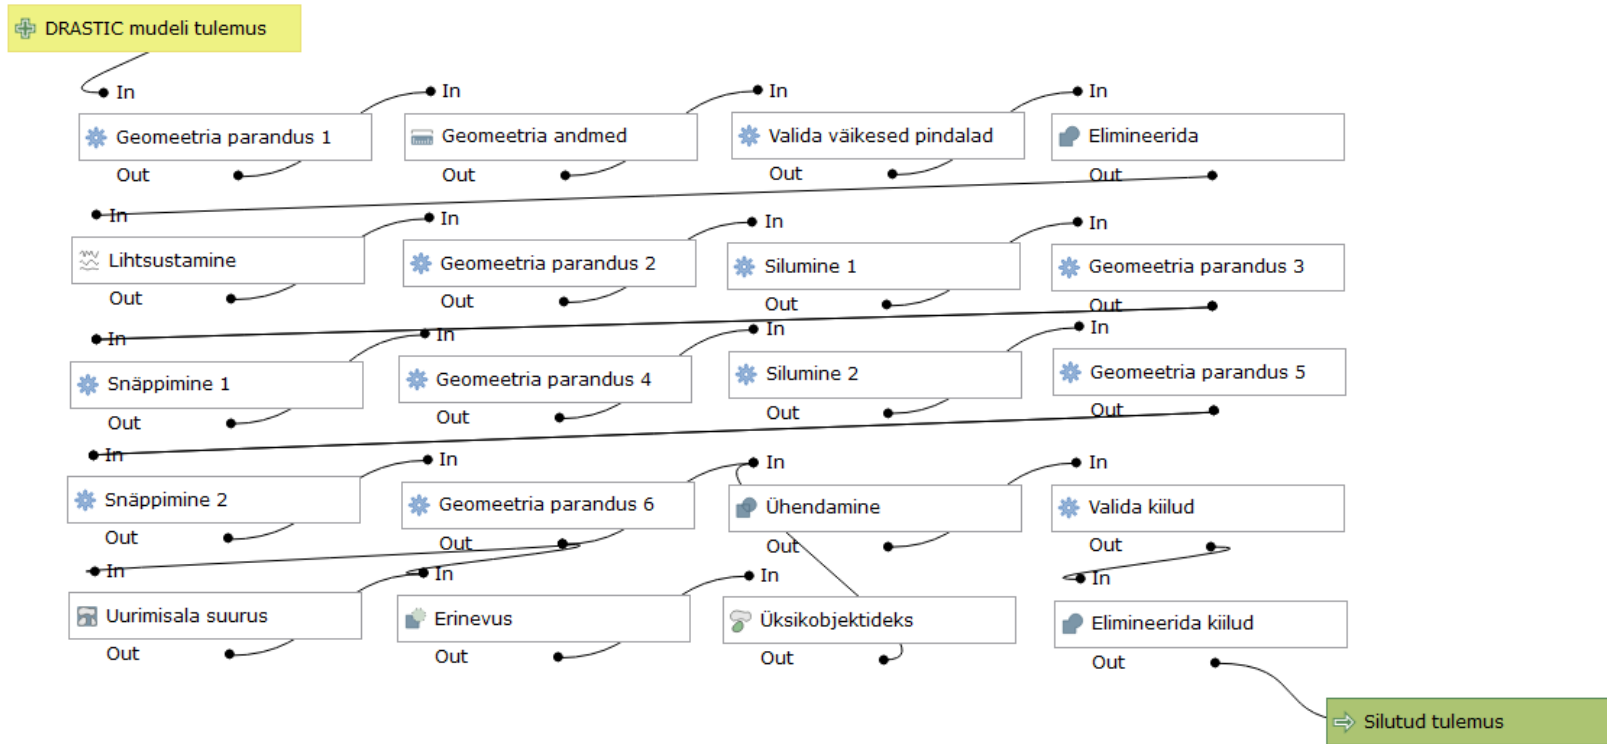 DRASTIC mudeli tulemus
In In In In
Geomeetria parandus 1 Geomeetria andmed Valida väikesed pindalad Elimineerida
Out Out Out Out
In In In In
Lihtsustamine Geomeetria parandus 2 Silumine 1 Geomeetria parandus 3
Out Out Out Out
In In In In
Snäppimine 1 Geomeetria parandus 4 Silumine 2 Geomeetria parandus 5
Out Out Out Out
In In In In
Snäppimine 2 Geomeetria parandus 6 Ühendamine Valida kiilud
Out Out Out Out
In In In In
Uurimisala suurus Erinevus Üksikobjektideks Elimineerida kiilud
Out Out Out Out
Silutud tulemus